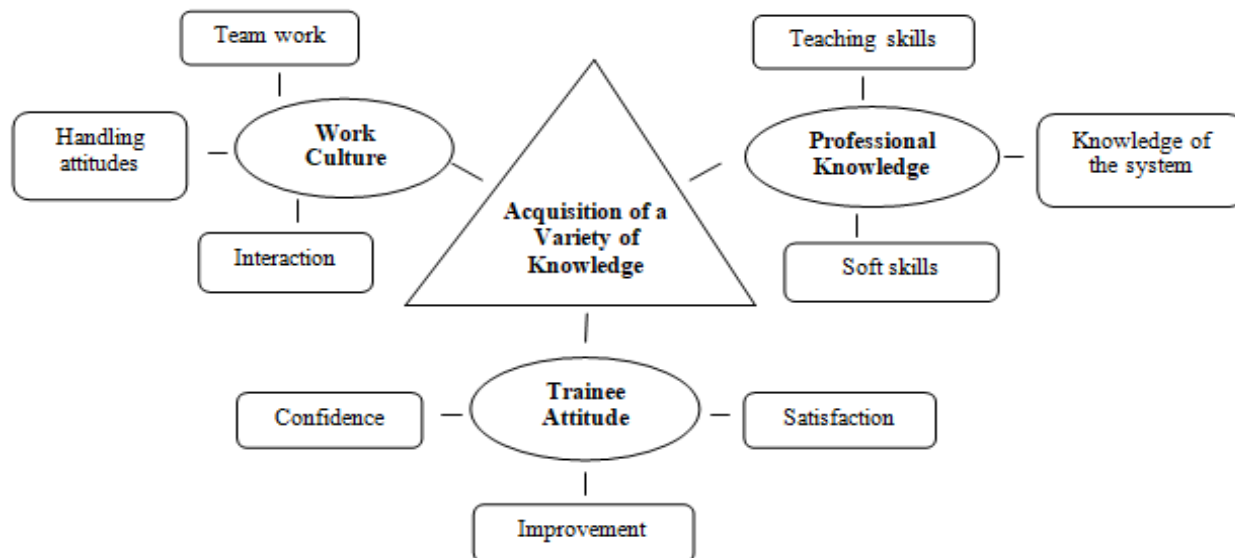 Team work
Teaching skills
Handling
attitudes
Work
Culture
Professional
Knowledge
Knowledge of
the system
Acquisition of a
Variety of
Knowledge
Interaction
Soft skills
Trainee
Attitude
Confidence
Satisfaction
Improvement